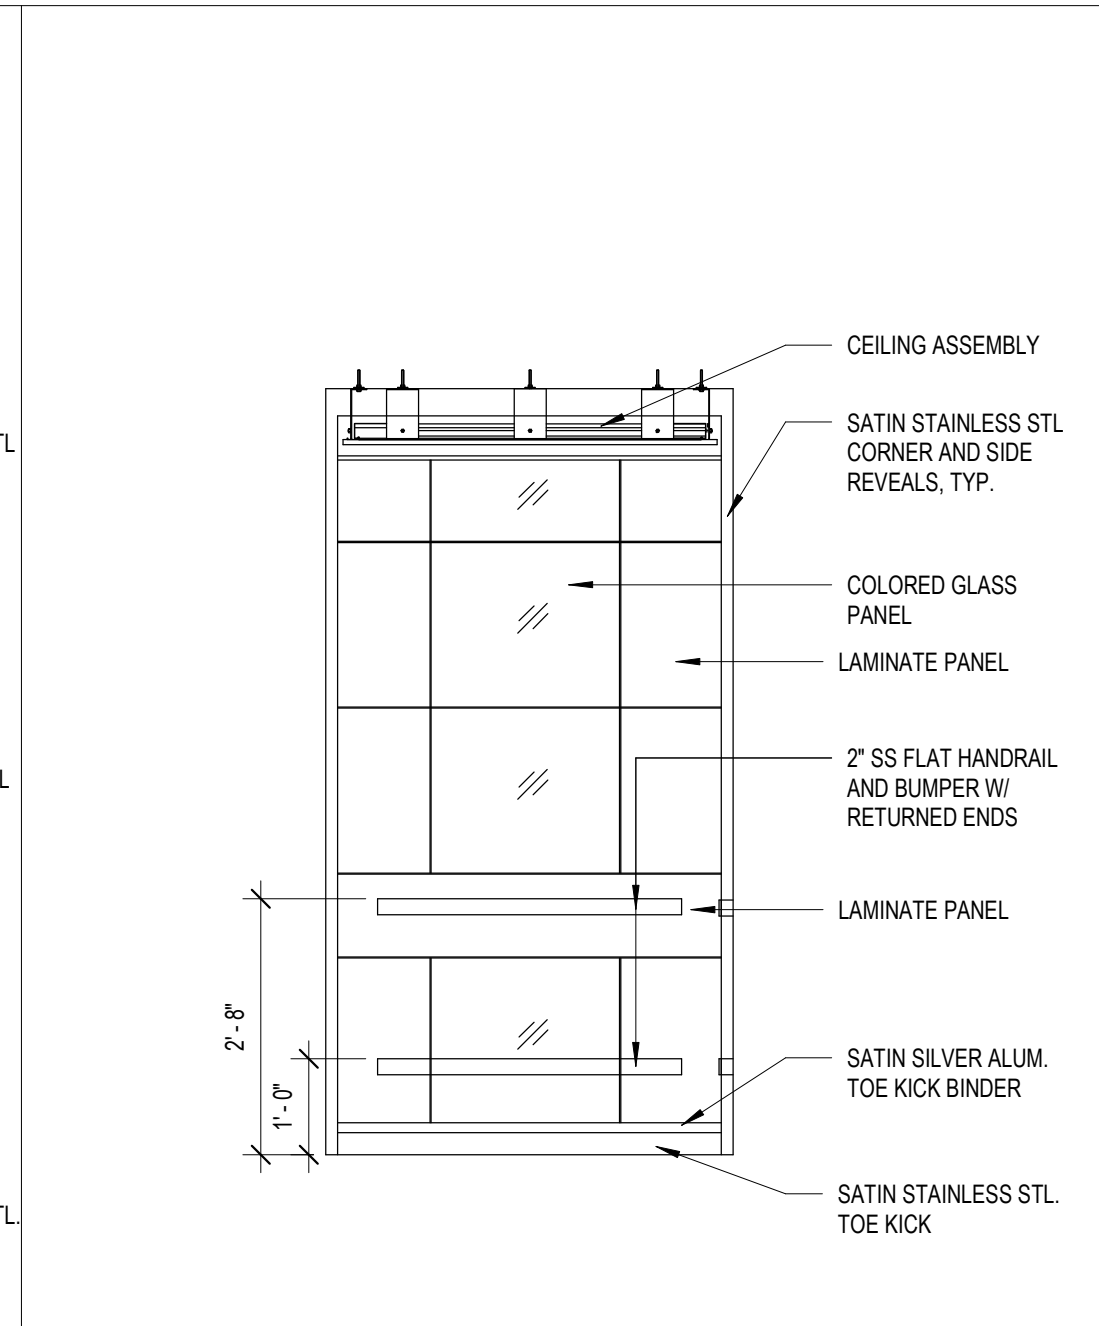 CEILING ASSEMBLY
SATIN STAINLESS STL
CORNER AND SIDE
REVEALS, TYP.
TL
COLORED GLASS
PANEL
LAMINATE PANEL
2" SS FLAT HANDRAIL
AND BUMPER W/
RETURNED ENDS
L
LAMINATE PANEL
2' - 8"
1' - 0"
SATIN SILVER ALUM.
TOE KICK BINDER
SATIN STAINLESS STL.
TOE KICK
TL.